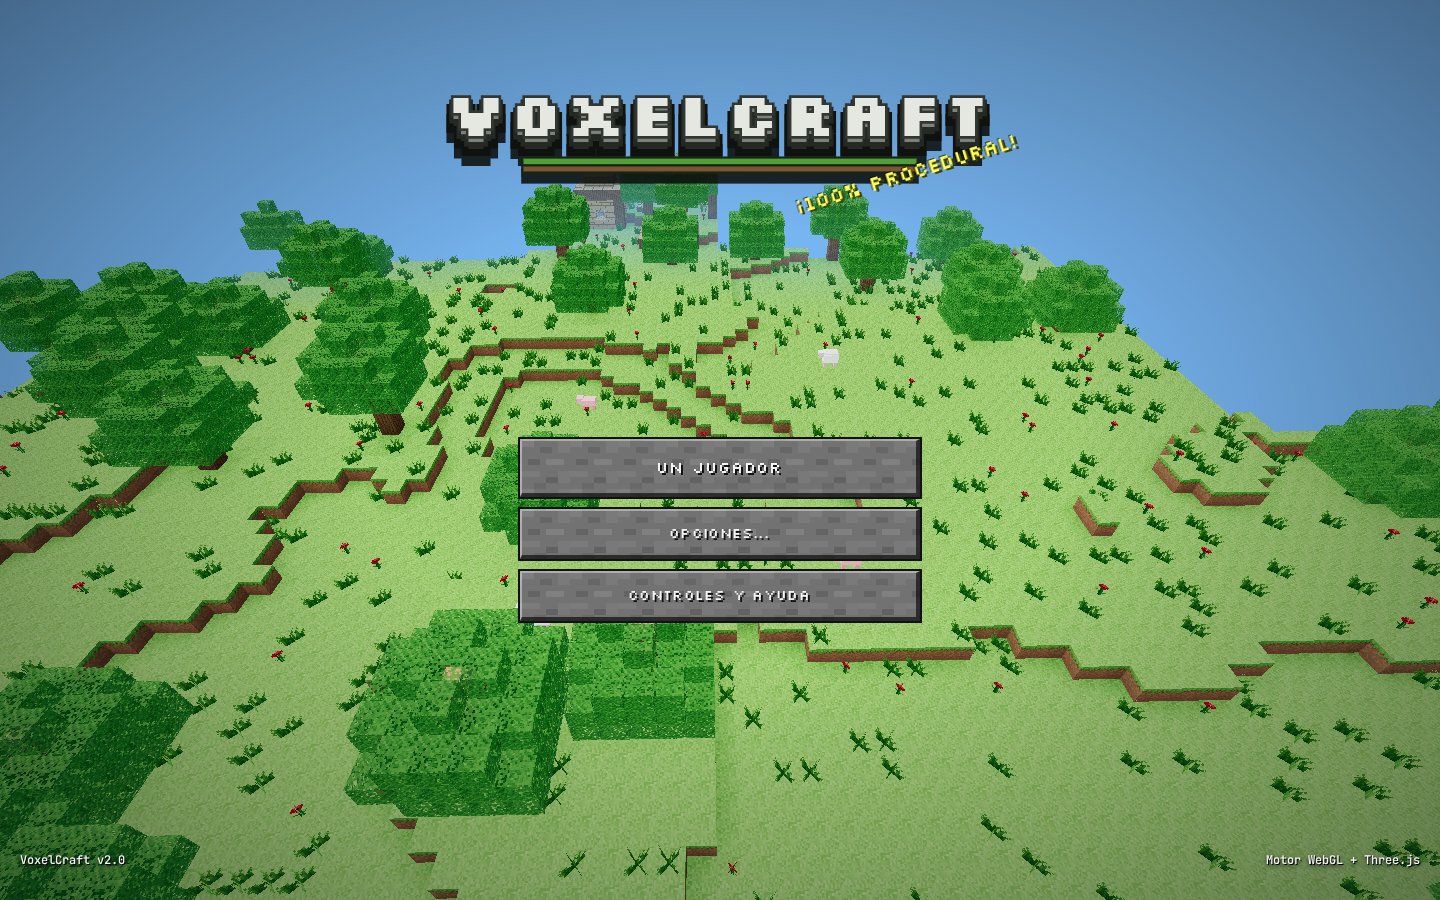 VOXELCRAFT
¡100% PROCEDURAL!
UN JUGADOR
OPCIONES...
CONTROLES Y AYUDA
VoxelCraft v2.0
Motor WebGL + Three.js